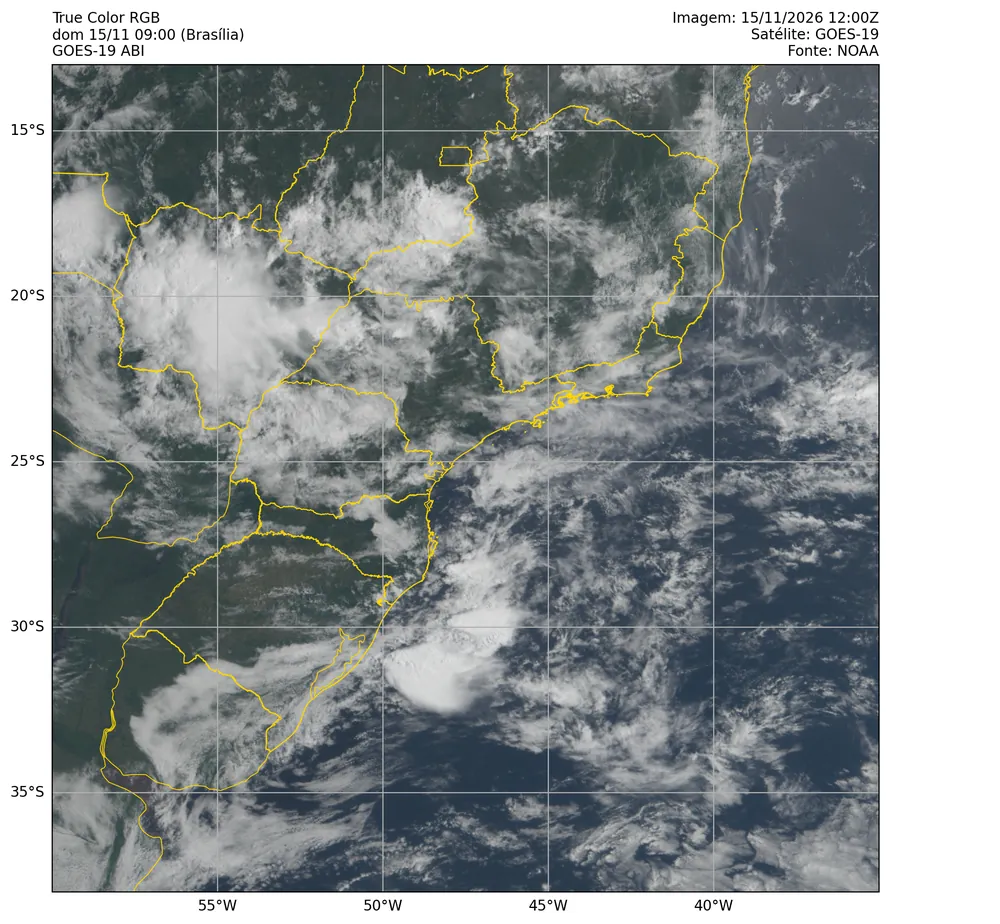 True Color RGB
dom 15/11 09:00 (Brasília)
GOES-19 ABI
Imagem: 15/11/2026 12:00Z
Satélite: GOES-19
Fonte: NOAA
15°S
20°S
25°S
30°S
35°S
55°W
50°W
45°W
40°W